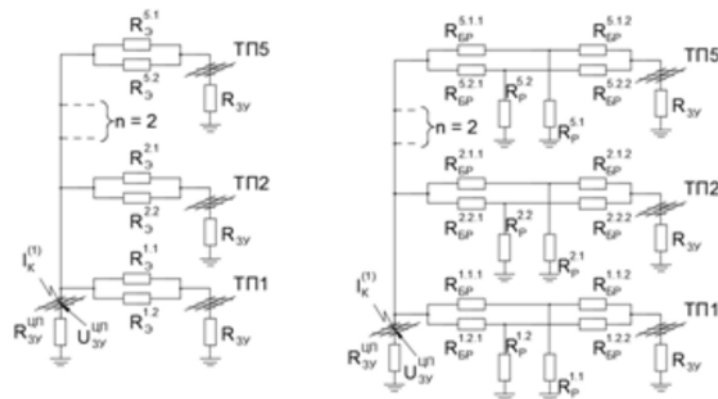 R_Э^5.1
ТП5
R_Э^5.2
R_ЗУ
n = 2
R_Э^2.1
ТП2
R_Э^2.2
R_ЗУ
R_Э^1.1
I_К^(1)
ТП1
R_Э^1.2
R_ЗУ^ЦП
U_ЗУ^ЦП
R_ЗУ
R_БР^5.1.1
R_БР^5.1.2
ТП5
R_БР^5.2.1
R_Р^5.2
R_БР^5.2.2
R_ЗУ
n = 2
R_Р^5.1
R_БР^2.1.1
R_БР^2.1.2
ТП2
R_БР^2.2.1
R_Р^2.2
R_БР^2.2.2
R_ЗУ
R_Р^2.1
I_К^(1)
R_БР^1.1.1
R_БР^1.1.2
ТП1
R_БР^1.2.1
R_Р^1.2
R_БР^1.2.2
R_ЗУ^ЦП
U_ЗУ^ЦП
R_Р^1.1
R_ЗУ